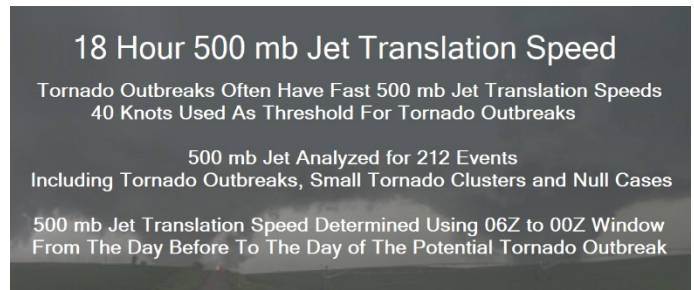 18 Hour 500 mb Jet Translation Speed
Tornado Outbreaks Often Have Fast 500 mb Jet Translation Speeds
40 Knots Used As Threshold For Tornado Outbreaks
500 mb Jet Analyzed for 212 Events
Including Tornado Outbreaks, Small Tornado Clusters and Null Cases
500 mb Jet Translation Speed Determined Using 06Z to 00Z Window
From The Day Before To The Day of The Potential Tornado Outbreak